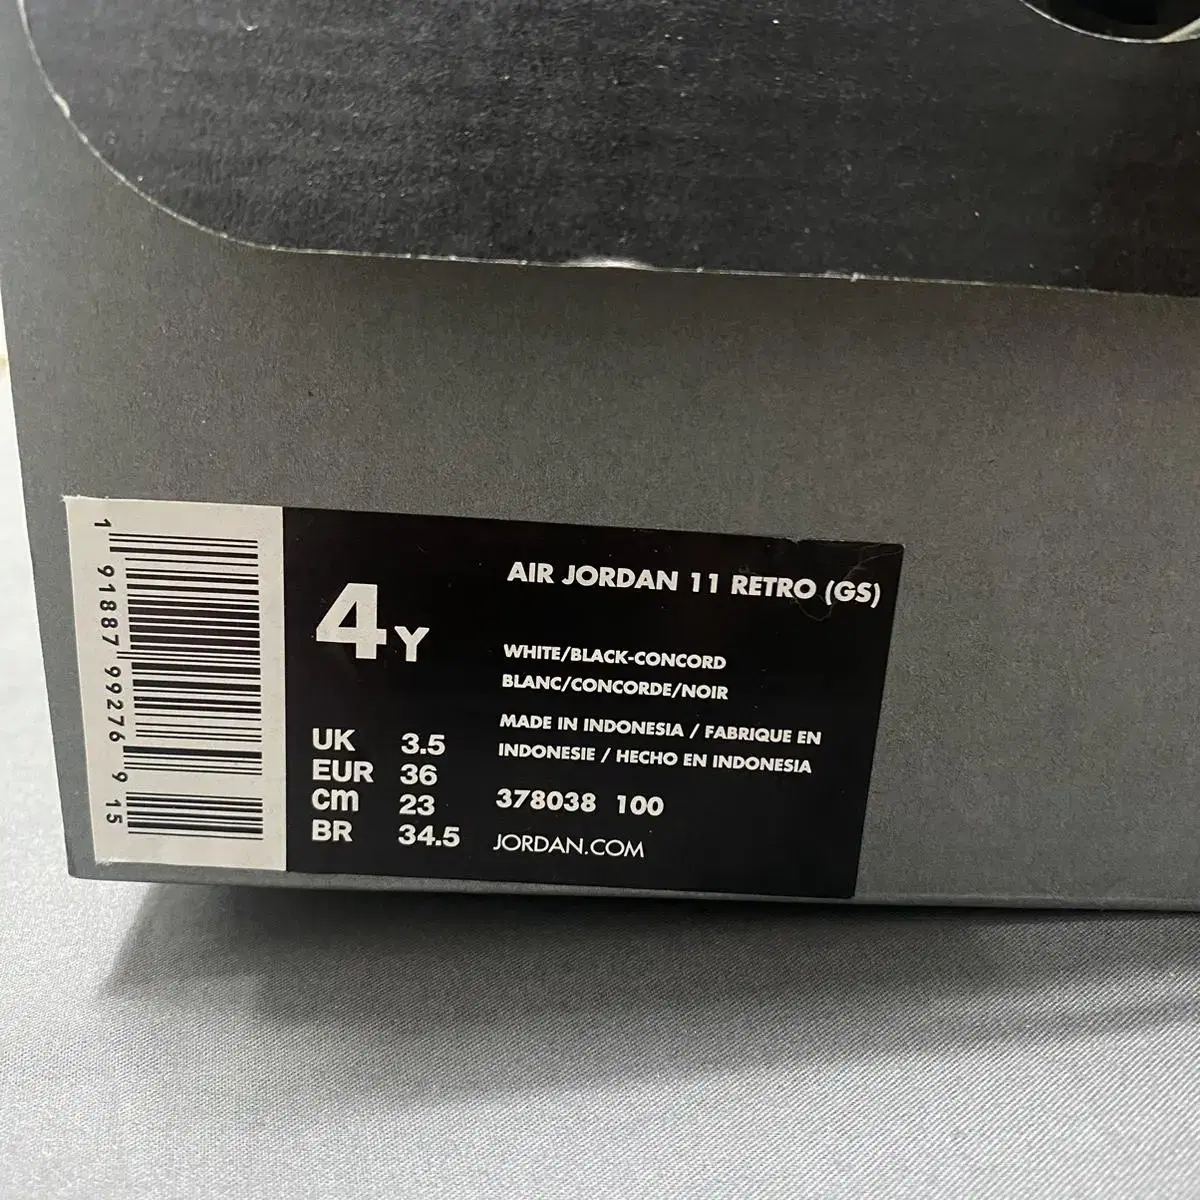 1 91887 99276 9 15
4Y
UK 3.5
EUR 36
cm 23
BR 34.5
AIR JORDAN 11 RETRO (GS)
WHITE/BLACK-CONCORD
BLANC/CONCORDE/NOIR
MADE IN INDONESIA / FABRIQUE EN
INDONESIE / HECHO EN INDONESIA
378038 100
JORDAN.COM